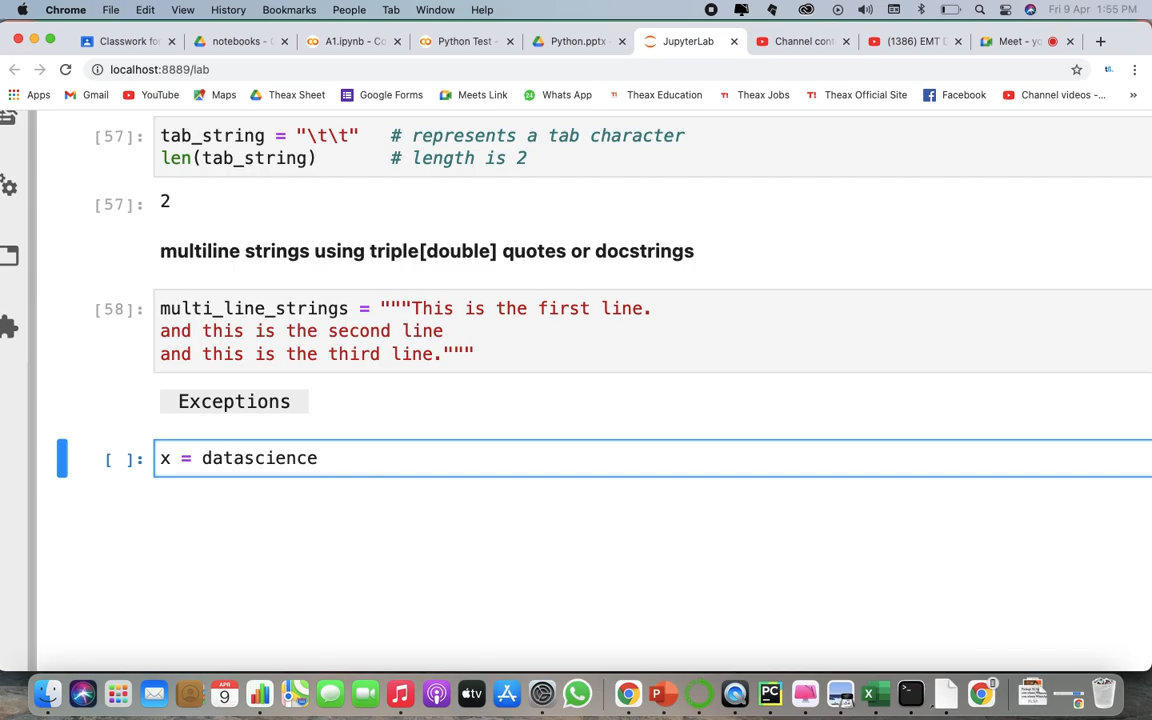 Chrome File Edit View History Bookmarks People Tab Window Help Fri 9 Apr 1:55 PM
Classwork for notebooks - A1.ipynb - Co Python Test - Python.pptx - JupyterLab Channel cont (1386) EMT Meet -
localhost:8889/lab
Apps Gmail YouTube Maps Theax Sheet Google Forms Meets Link Whats App Theax Education Theax Jobs Theax Official Site Facebook Channel videos -... »
[57]: tab_string = "\t\t" # represents a tab character
len(tab_string) # length is 2
[57]: 2
multiline strings using triple[double] quotes or docstrings
[58]: multi_line_strings = """This is the first line.
and this is the second line
and this is the third line."""
Exceptions
[ ]: x = datascience